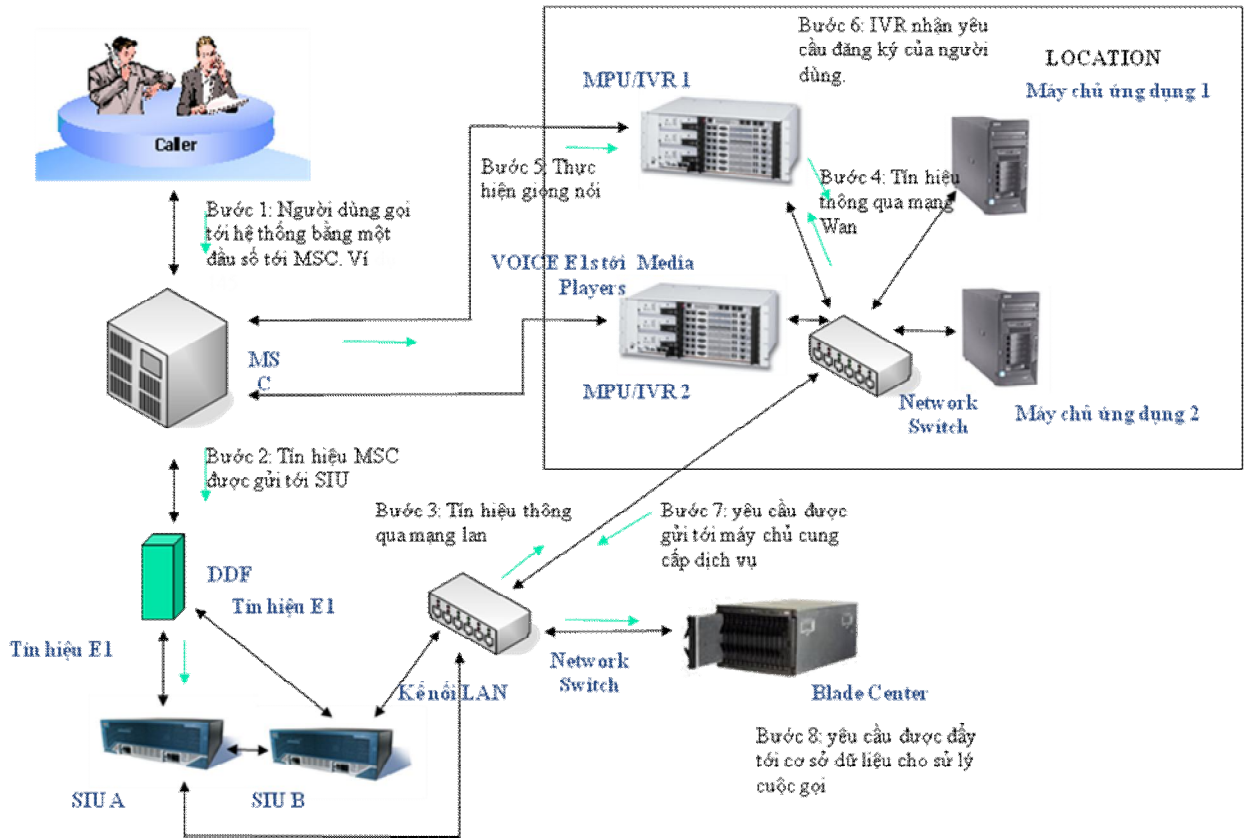 Caller
Bước 1: Người dùng gọi
tới hệ thống bằng một
đầu số tới MSC. Ví
MS
C
Bước 2: Tín hiệu MSC
được gửi tới SIU
DDF
Tín hiệu E1
Tín hiệu E1
SIU A
SIU B
Kế nối LAN
Bước 3: Tín hiệu thông
qua mạng lan
Network
Switch
Bước 7: yêu cầu được
gửi tới máy chủ cung
cấp dịch vụ
Blade Center
Bước 8: yêu cầu được đẩy
tới cơ sở dữ liệu cho sử lý
cuộc gọi
Bước 5: Thực
hiện giọng nói
MPU/IVR 1
VOICE E1s tới Media
Players
MPU/IVR 2
Bước 6: IVR nhận yêu
cầu đăng ký của người
dùng.
Bước 4: Tín hiệu
thông qua mạng
Wan
LOCATION
Máy chủ ứng dụng 1
Network
Switch
Máy chủ ứng dụng 2